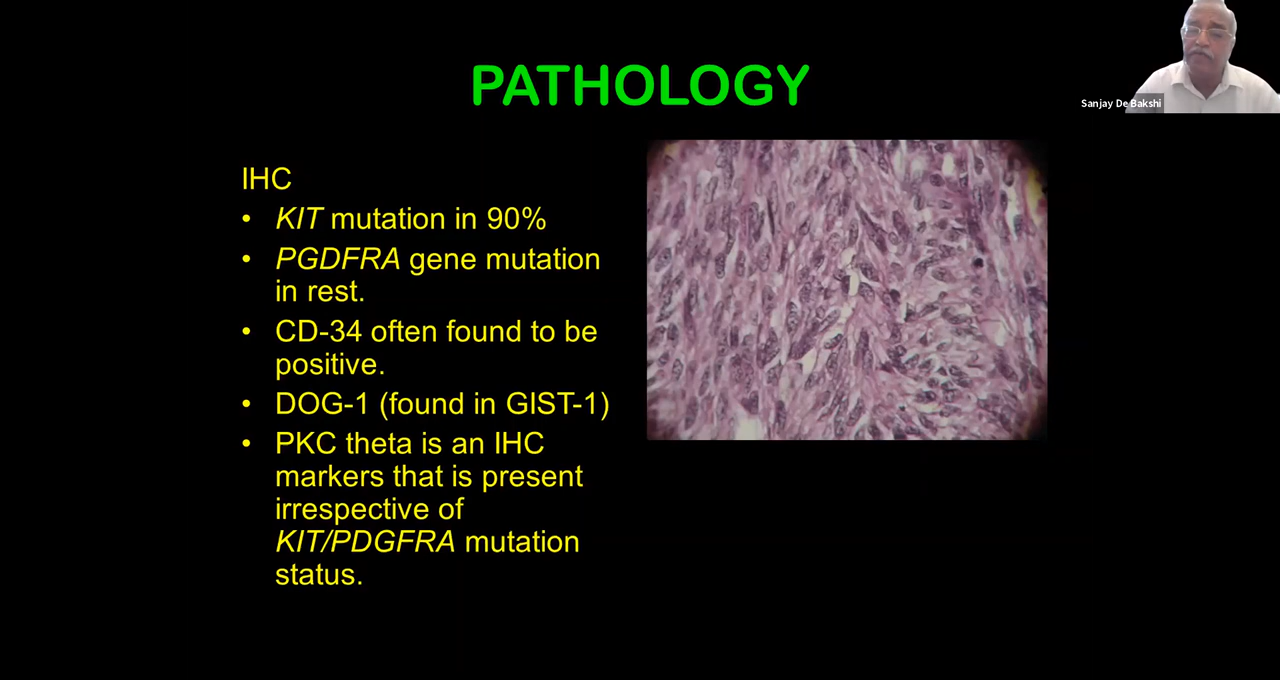 PATHOLOGY
Sanjay De Bakshi
IHC
• KIT mutation in 90%
• PGDFRA gene mutation
in rest.
• CD-34 often found to be
positive.
• DOG-1 (found in GIST-1)
• PKC theta is an IHC
markers that is present
irrespective of
KIT/PDGFRA mutation
status.